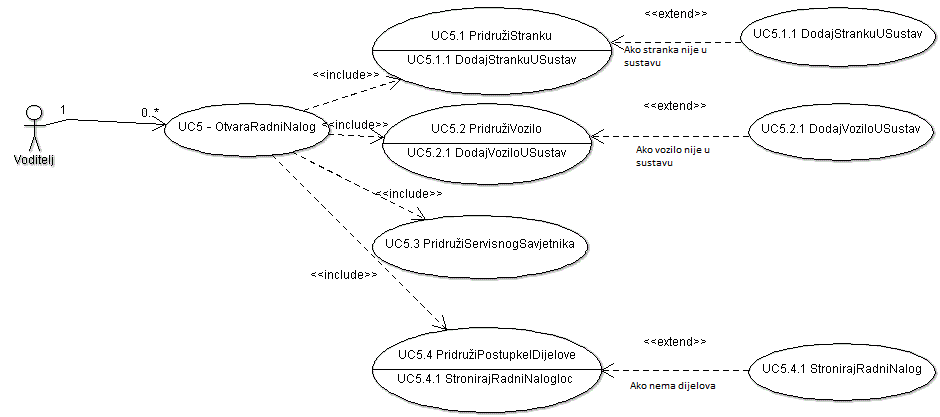 <<extend>>
UC5.1 PridružiStranku
UC5.1.1 DodajStrankuUSustav
UC5.1.1 DodajStrankuUSustav
Ako stranka nije u
sustavu
<<include>>
1
0..*
UC5 - OtvaraRadniNalog
Voditelj
<<include>>
<<extend>>
UC5.2 PridružiVozilo
UC5.2.1 DodajVoziloUSustav
UC5.2.1 DodajVoziloUSustav
Ako vozilo nije u
sustavu
<<include>>
UC5.3 PridružiServisnogSavjetnika
<<include>>
<<extend>>
UC5.4 PridružiPostupkeIDijelove
UC5.4.1 StronirajRadniNalogloc
UC5.4.1 StronirajRadniNalog
Ako nema dijelova